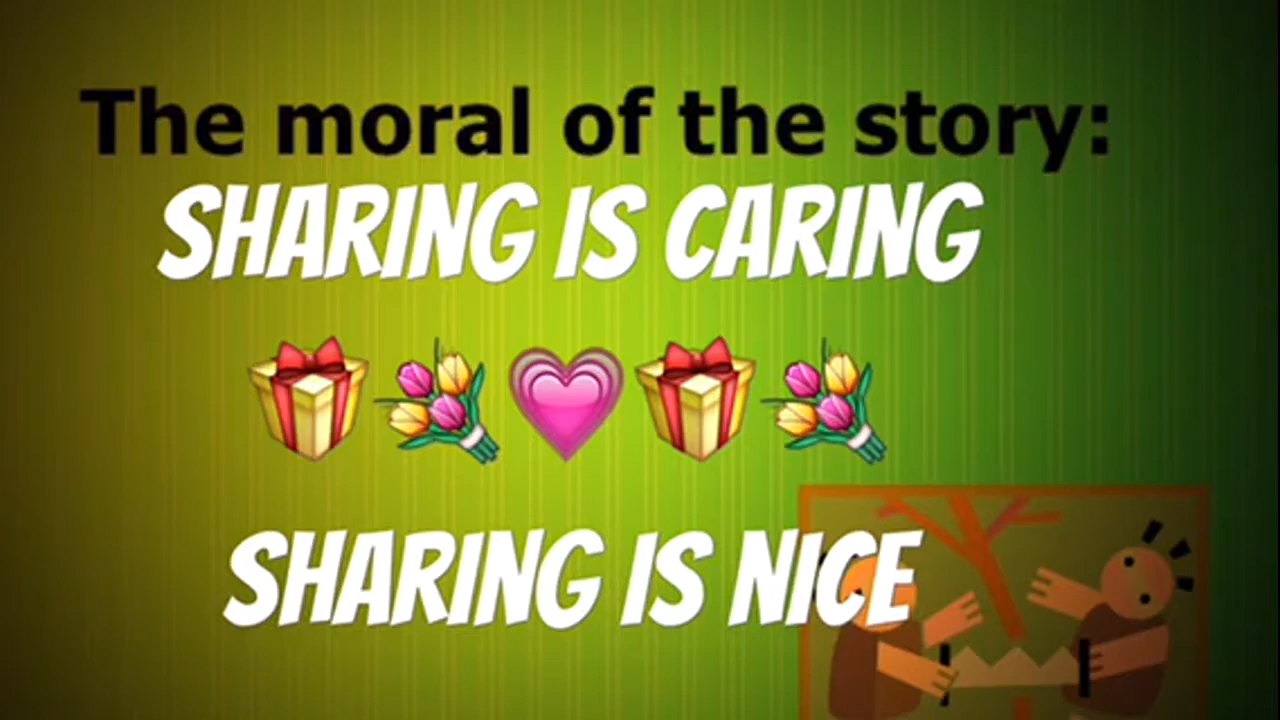 The moral of the story:
SHARING IS CARING
SHARING IS NICE